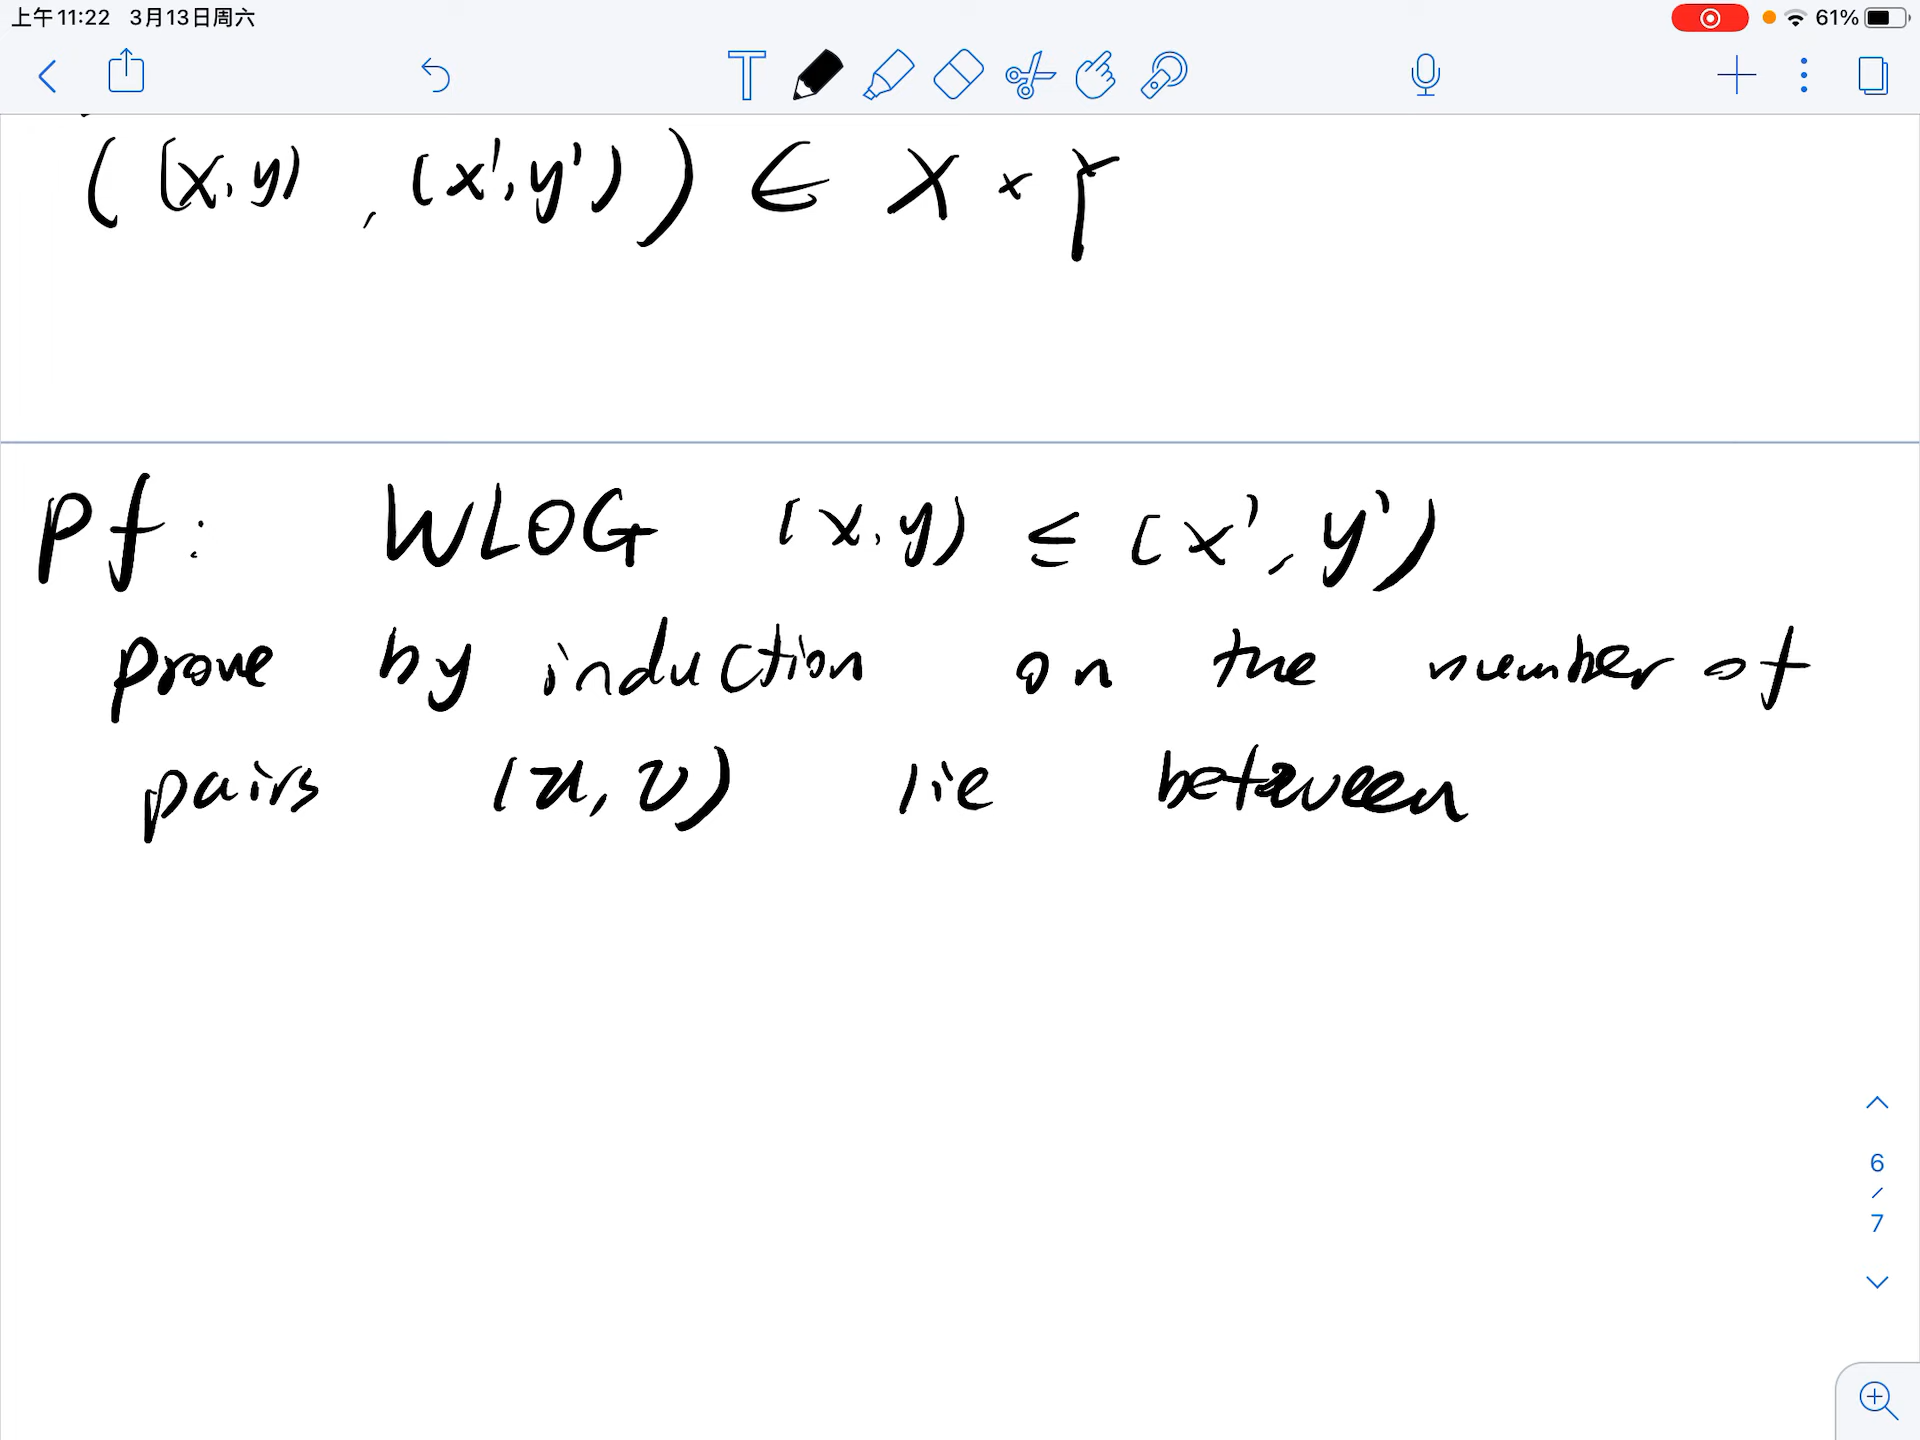 上午11:22 3月13日周六 61%
T
((x,y), (x',y')) ∈ X × Y
pf: WLOG (x,y) ≤ (x',y')
prove by induction on the number of
pairs (u,v) lie between
6
/
7